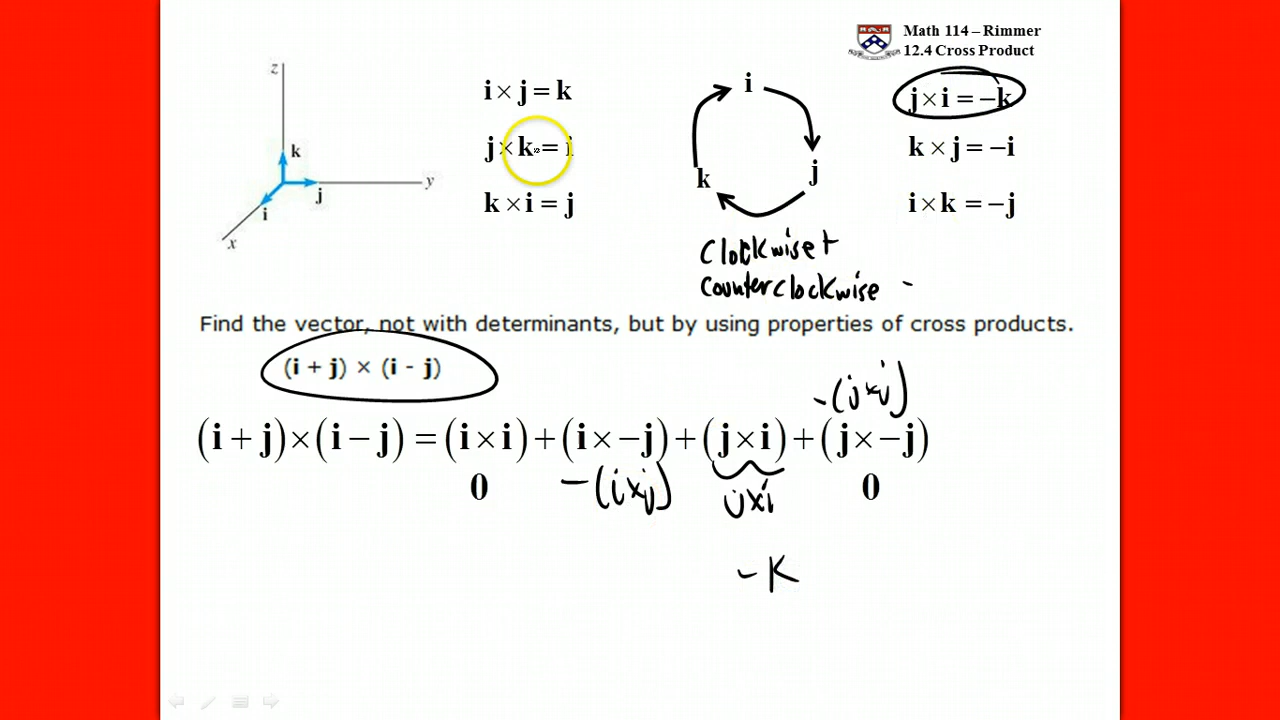 Math 114 – Rimmer
12.4 Cross Product
z
k
j
i
y
x
i × j = k
j × k = i
k × i = j
i
j
k
j × i = −k
k × j = −i
i × k = −j
Clockwise +
Counterclockwise -
Find the vector, not with determinants, but by using properties of cross products.
(i + j) × (i - j)
-(j×j)
(i + j)×(i − j) = (i × i) + (i × −j) + (j × i) + (j × −j)
0 -(i×j) j×i 0
-K